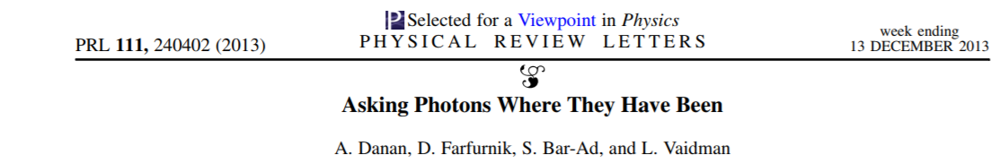 Selected for a Viewpoint in Physics
PRL 111, 240402 (2013)
PHYSICAL REVIEW LETTERS
week ending
13 DECEMBER 2013
Asking Photons Where They Have Been
A. Danan, D. Farfurnik, S. Bar-Ad, and L. Vaidman